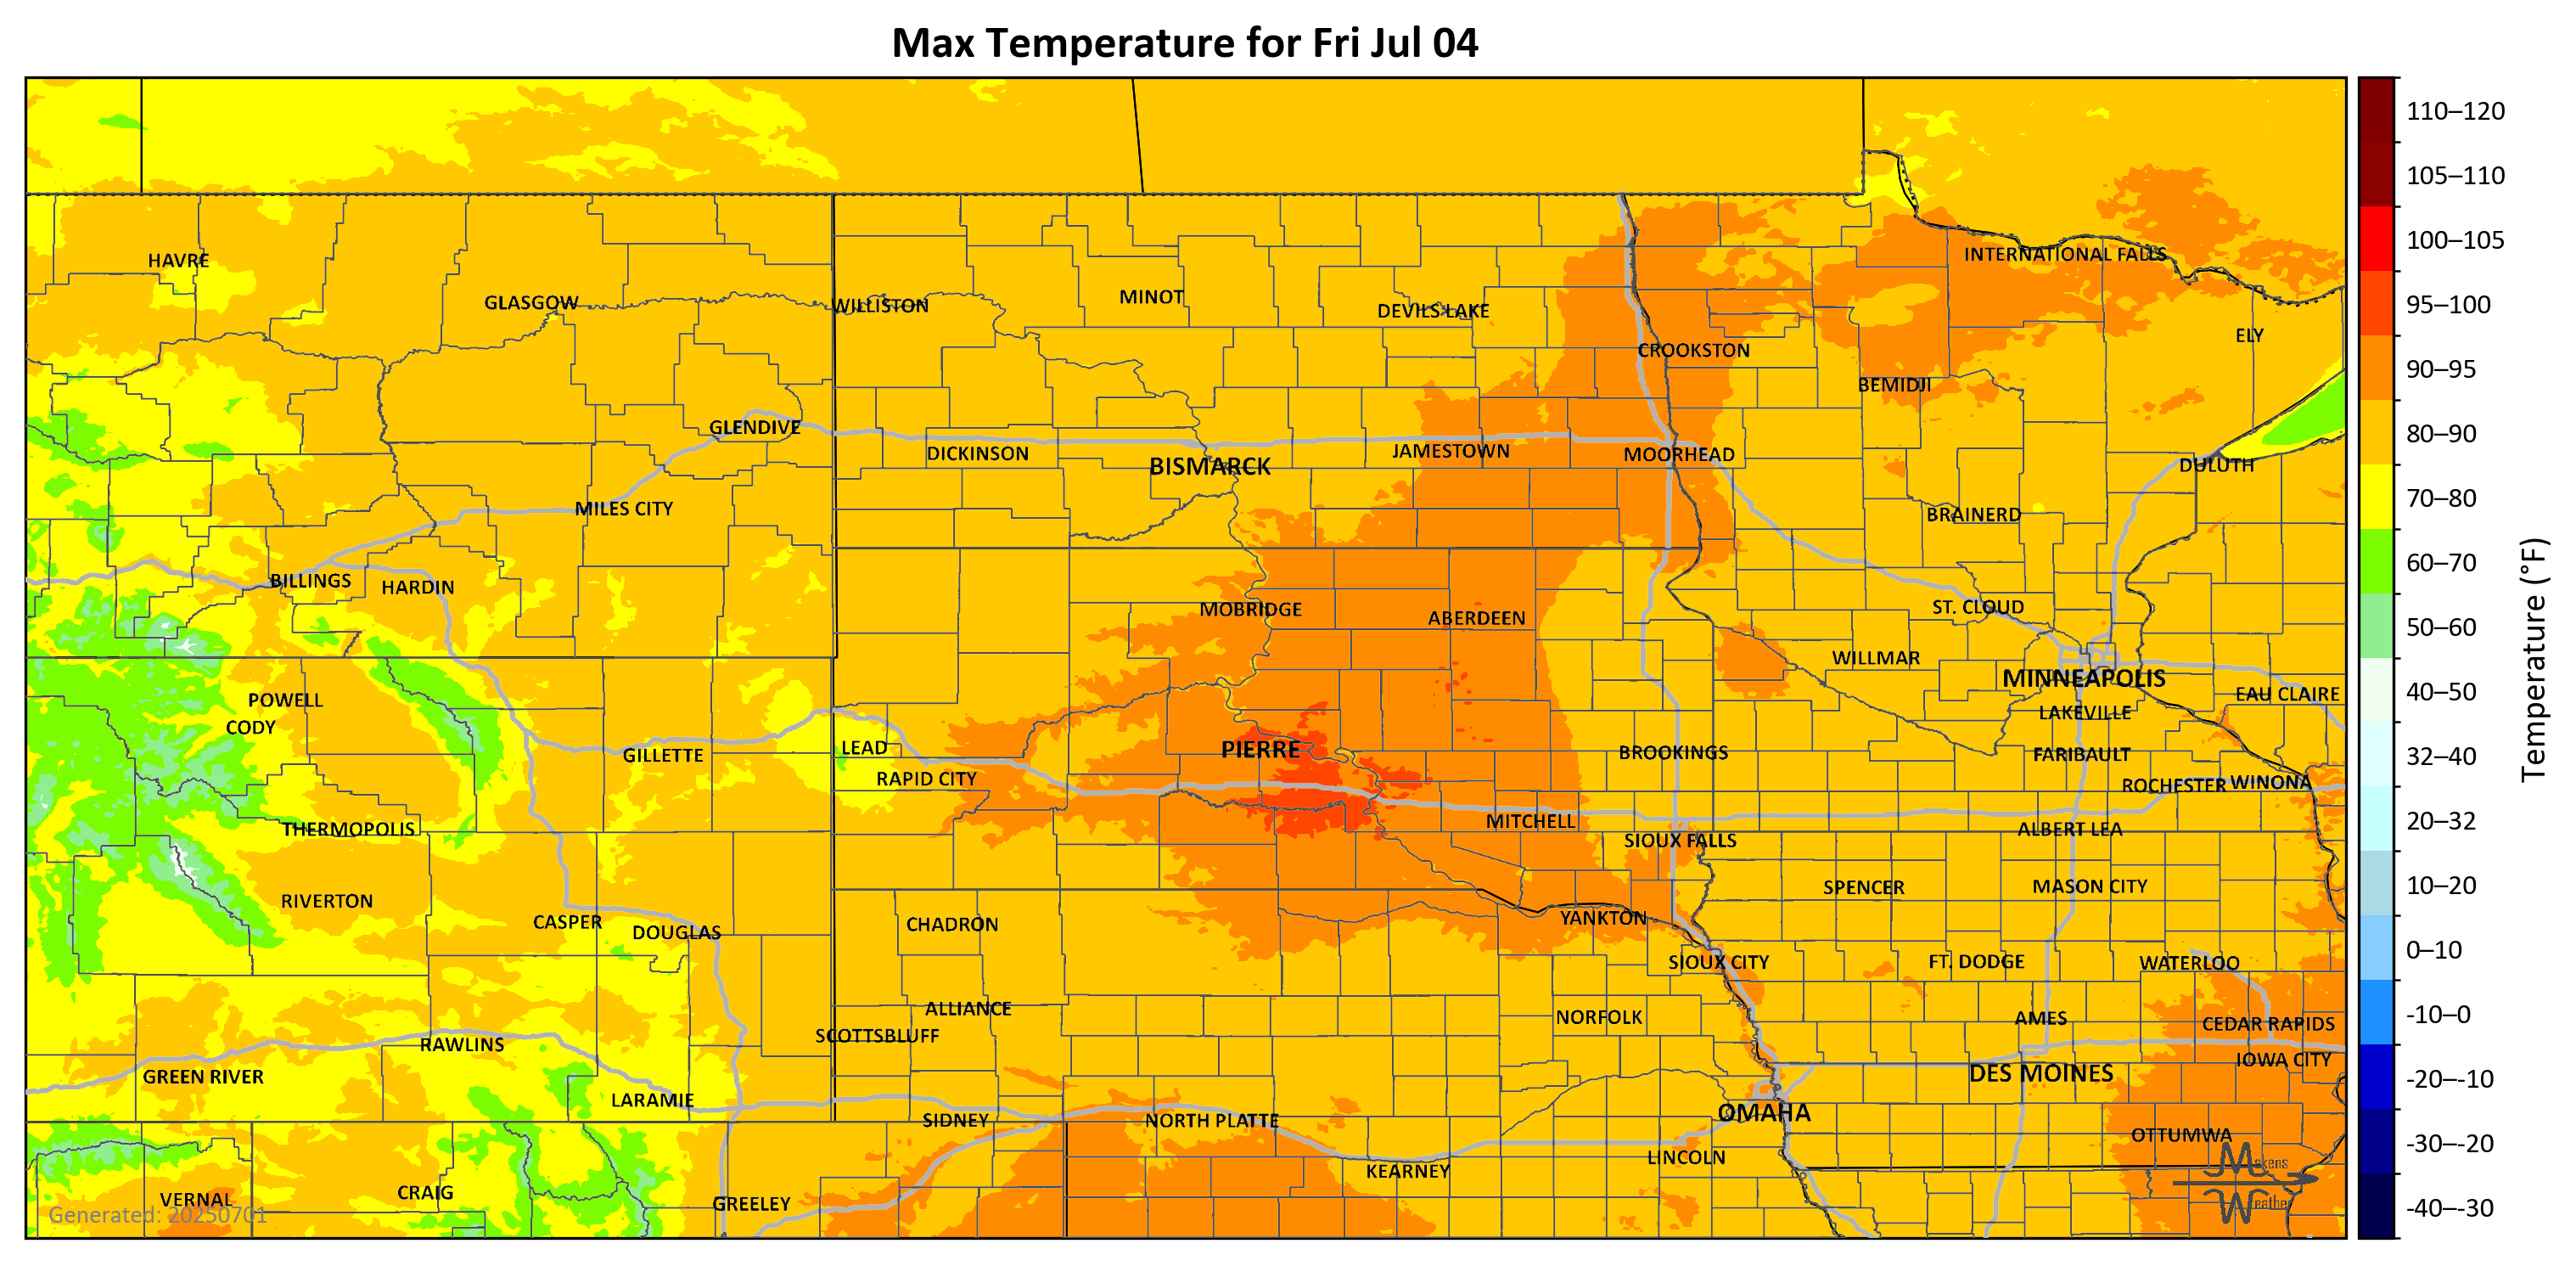 Max Temperature for Fri Jul 04
110–120
105–110
100–105
95–100
90–95
80–90
70–80
60–70
50–60
40–50
32–40
20–32
10–20
0–10
-10–0
-20–-10
-30–-20
-40–-30
Temperature (°F)
HAVRE
GLASGOW
WILLISTON
MINOT
DEVILS LAKE
INTERNATIONAL FALLS
ELY
CROOKSTON
BEMIDJI
GLENDIVE
DICKINSON
BISMARCK
JAMESTOWN
MOORHEAD
DULUTH
MILES CITY
BRAINERD
BILLINGS
HARDIN
MOBRIDGE
ABERDEEN
ST. CLOUD
WILLMAR
MINNEAPOLIS
EAU CLAIRE
POWELL
CODY
LAKEVILLE
GILLETTE
LEAD
RAPID CITY
PIERRE
BROOKINGS
FARIBAULT
ROCHESTER
WINONA
THERMOPOLIS
MITCHELL
SIOUX FALLS
ALBERT LEA
RIVERTON
SPENCER
MASON CITY
CASPER
DOUGLAS
CHADRON
YANKTON
SIOUX CITY
FT. DODGE
WATERLOO
ALLIANCE
SCOTTSBLUFF
NORFOLK
AMES
CEDAR RAPIDS
RAWLINS
IOWA CITY
GREEN RIVER
DES MOINES
LARAMIE
SIDNEY
NORTH PLATTE
OMAHA
OTTUMWA
LINCOLN
KEARNEY
VERNAL
CRAIG
GREELEY
Makens
Weather
Generated: 20250701